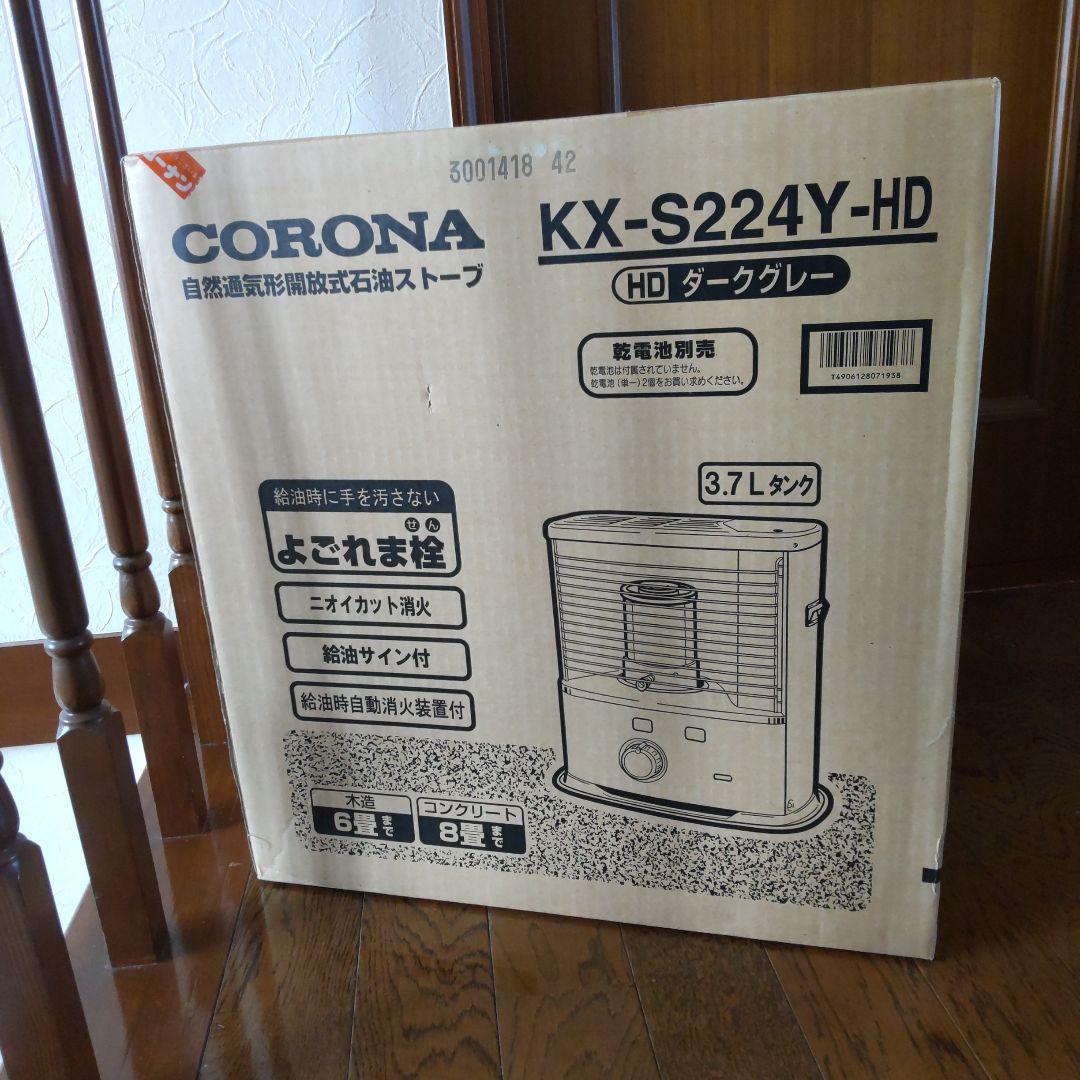 ーナン
3001418 42
CORONA
自然通気形開放式石油ストーブ
KX-S224Y-HD
HD ダークグレー
乾電池別売
乾電池は付属されていません。
乾電池(単一)2個をお買い求めください。
T4906128071938
3.7L タンク
給油時に手を汚さない
せん
よごれま栓
ニオイカット消火
給油サイン付
給油時自動消火装置付
木造
6畳まで
コンクリート
8畳まで